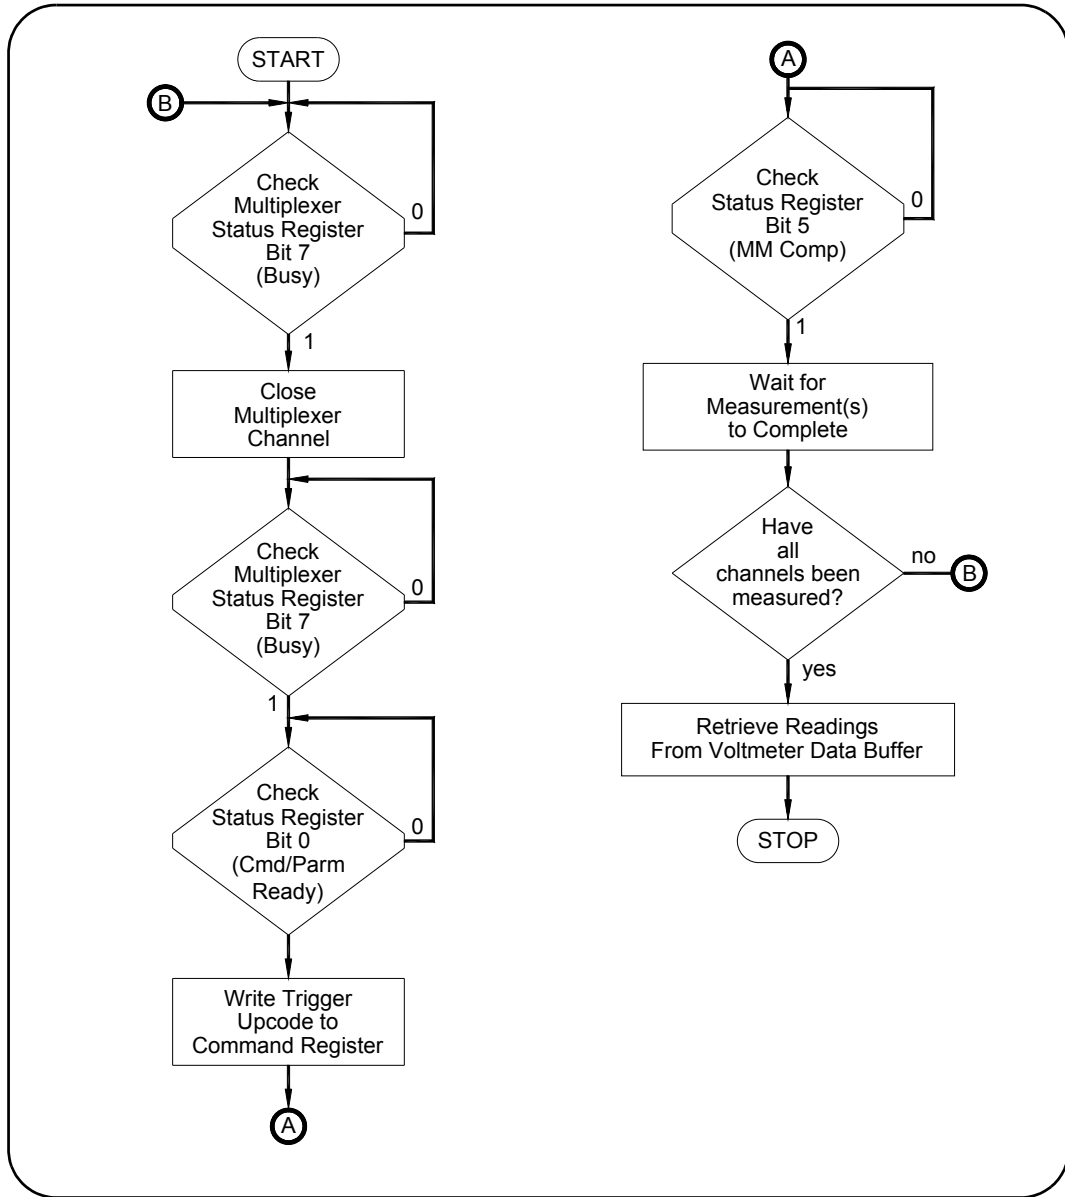 START
B
Check
Multiplexer
Status Register
Bit 7
(Busy)
0
1
Close
Multiplexer
Channel
Check
Multiplexer
Status Register
Bit 7
(Busy)
0
1
Check
Status Register
Bit 0
(Cmd/Parm
Ready)
0
Write Trigger
Upcode to
Command Register
A
A
Check
Status Register
Bit 5
(MM Comp)
0
1
Wait for
Measurement(s)
to Complete
Have
all
channels been
measured?
no
B
yes
Retrieve Readings
From Voltmeter Data Buffer
STOP